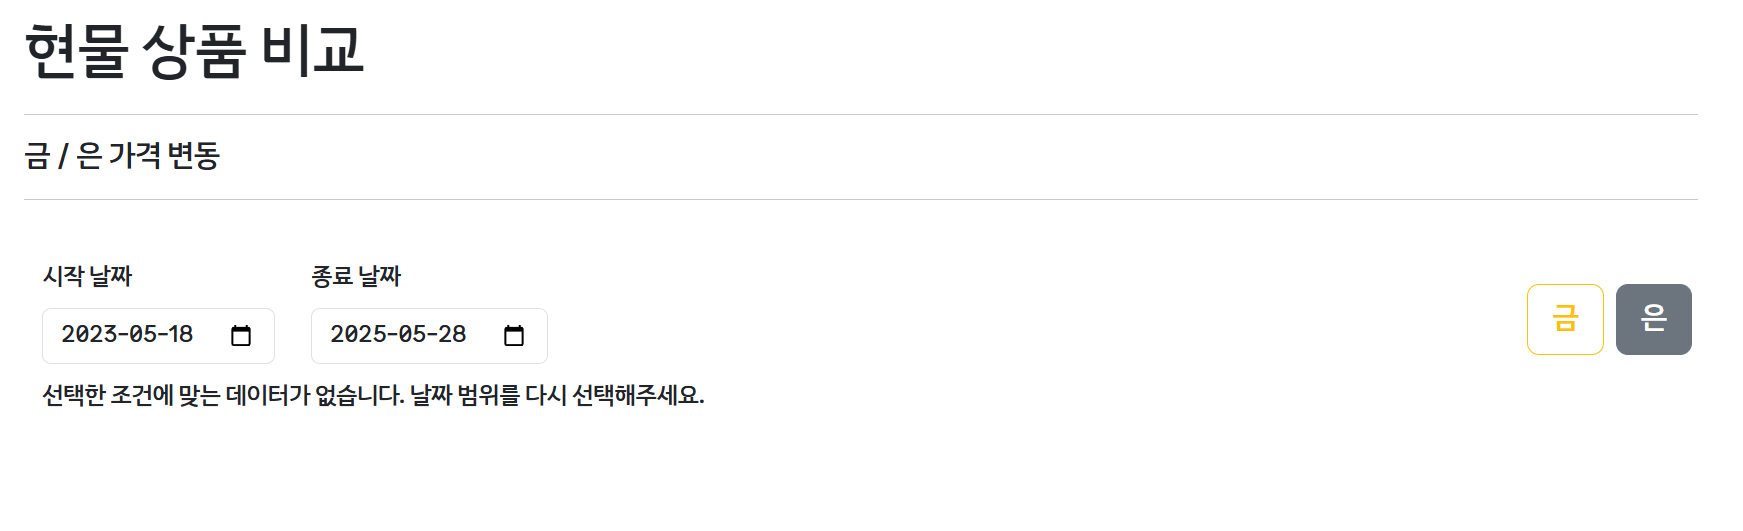 현물 상품 비교
금 / 은 가격 변동
시작 날짜 종료 날짜
2023-05-18 2025-05-28 금 은
선택한 조건에 맞는 데이터가 없습니다. 날짜 범위를 다시 선택해주세요.